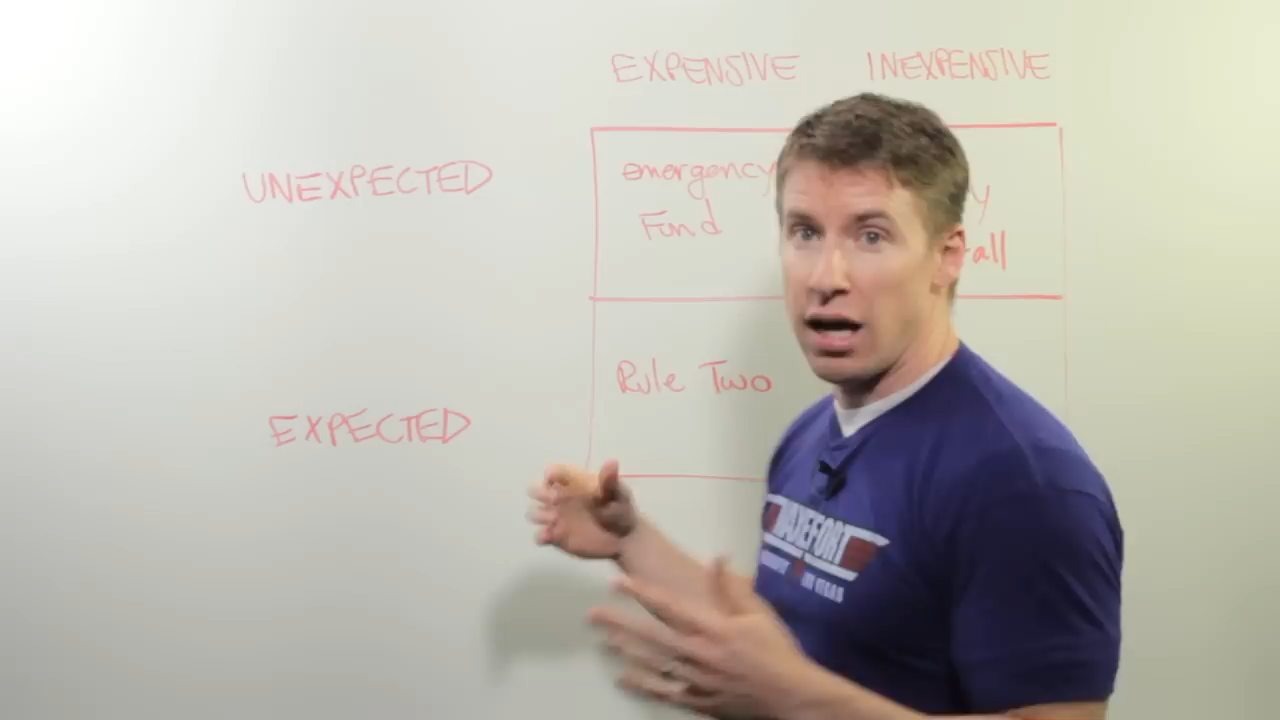 EXPENSIVE INEXPENSIVE
UNEXPECTED
emergency
Fund
Rule Two
EXPECTED